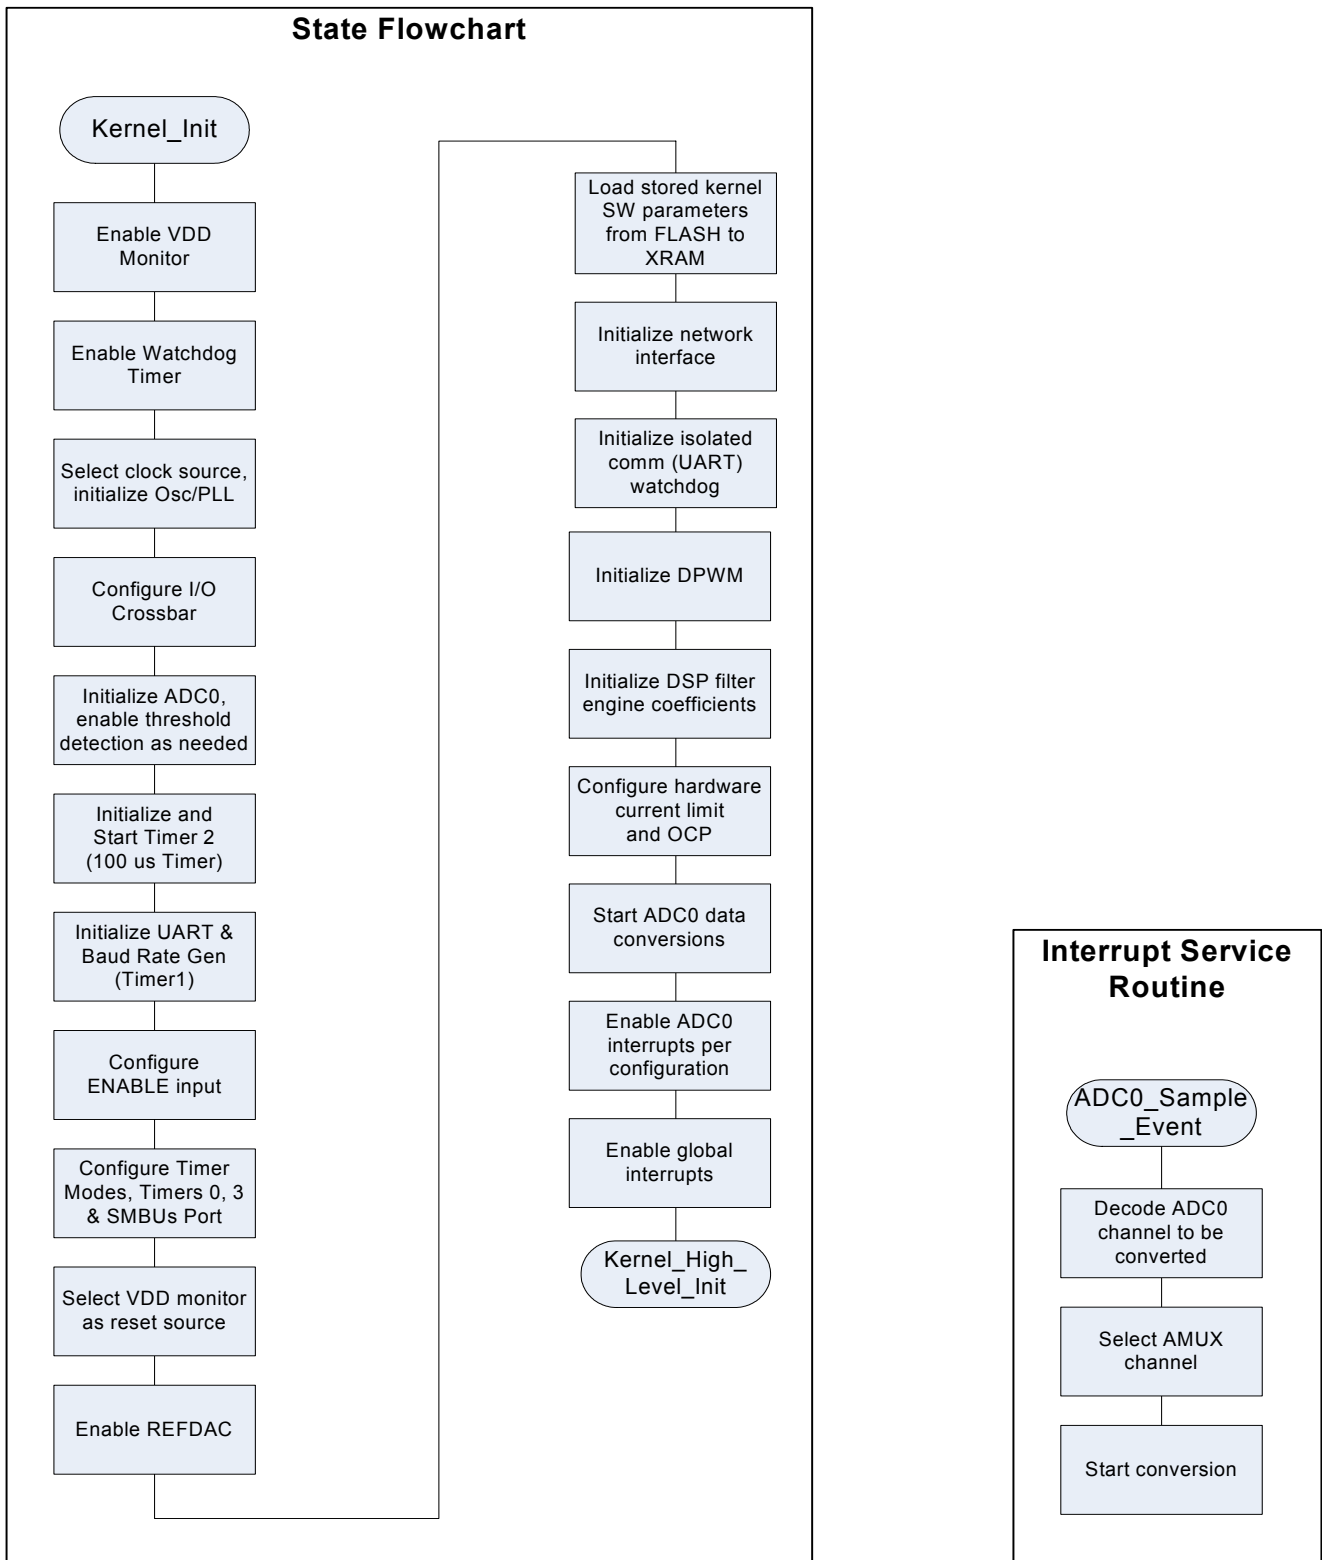 State Flowchart
Kernel_Init
Enable VDD
Monitor
Enable Watchdog
Timer
Select clock source,
initialize Osc/PLL
Configure I/O
Crossbar
Initialize ADC0,
enable threshold
detection as needed
Initialize and
Start Timer 2
(100 us Timer)
Initialize UART &
Baud Rate Gen
(Timer1)
Configure
ENABLE input
Configure Timer
Modes, Timers 0, 3
& SMBUs Port
Select VDD monitor
as reset source
Enable REFDAC
Load stored kernel
SW parameters
from FLASH to
XRAM
Initialize network
interface
Initialize isolated
comm (UART)
watchdog
Initialize DPWM
Initialize DSP filter
engine coefficients
Configure hardware
current limit
and OCP
Start ADC0 data
conversions
Enable ADC0
interrupts per
configuration
Enable global
interrupts
Kernel_High_
Level_Init
Interrupt Service
Routine
ADC0_Sample
_Event
Decode ADC0
channel to be
converted
Select AMUX
channel
Start conversion